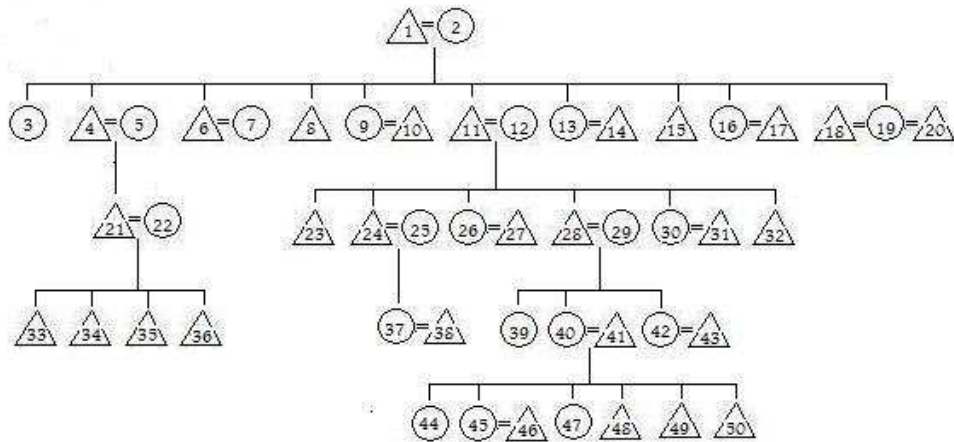 1 = 2
3 4 = 5 6 = 7 8 9 = 10 11 = 12 13 = 14 15 16 = 17 18 = 19 = 20
21 = 22 23 24 = 25 26 = 27 28 = 29 30 = 31 32
33 34 35 36 37 = 38 39 40 = 41 42 = 43
44 45 = 46 47 48 49 50